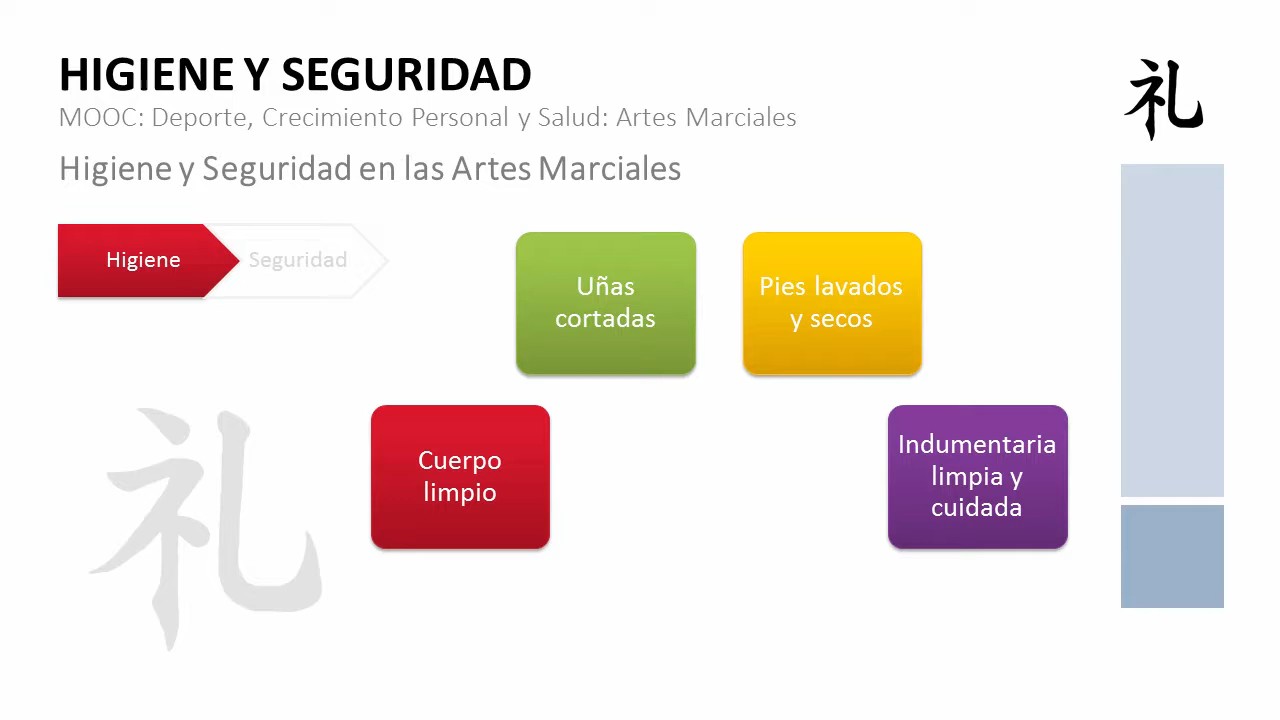 HIGIENE Y SEGURIDAD
MOOC: Deporte, Crecimiento Personal y Salud: Artes Marciales
Higiene y Seguridad en las Artes Marciales
礼
Higiene
Seguridad
Uñas
cortadas
Pies lavados
y secos
Cuerpo
limpio
Indumentaria
limpia y
cuidada
礼